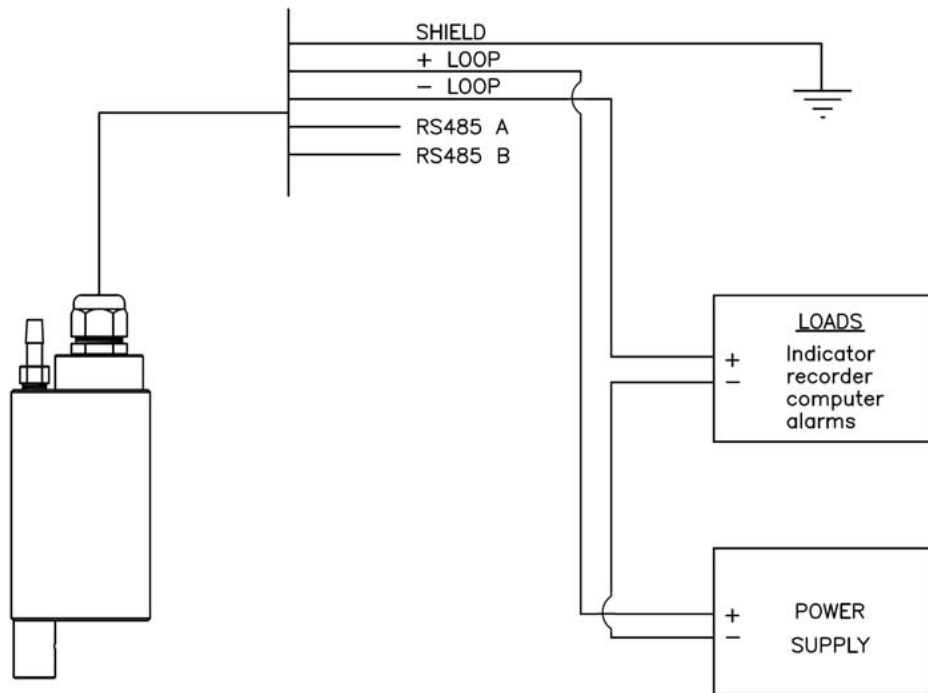 SHIELD
+ LOOP
− LOOP
RS485 A
RS485 B
LOADS
+
−
Indicator
recorder
computer
alarms
+
−
POWER
SUPPLY